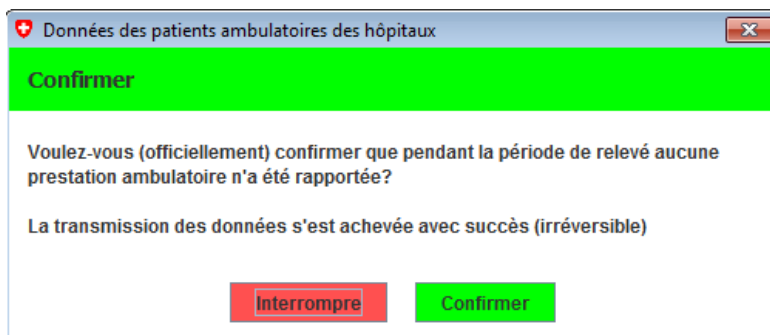 Données des patients ambulatoires des hôpitaux
Confirmer
Voulez-vous (officiellement) confirmer que pendant la période de relevé aucune
prestation ambulatoire n'a été rapportée?
La transmission des données s'est achevée avec succès (irréversible)
Interrompre Confirmer